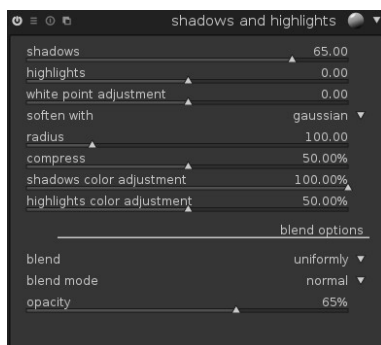 shadows and highlights
shadows 65.00
highlights 0.00
white point adjustment 0.00
soften with gaussian
radius 100.00
compress 50.00%
shadows color adjustment 100.00%
highlights color adjustment 50.00%
blend options
blend uniformly
blend mode normal
opacity 65%